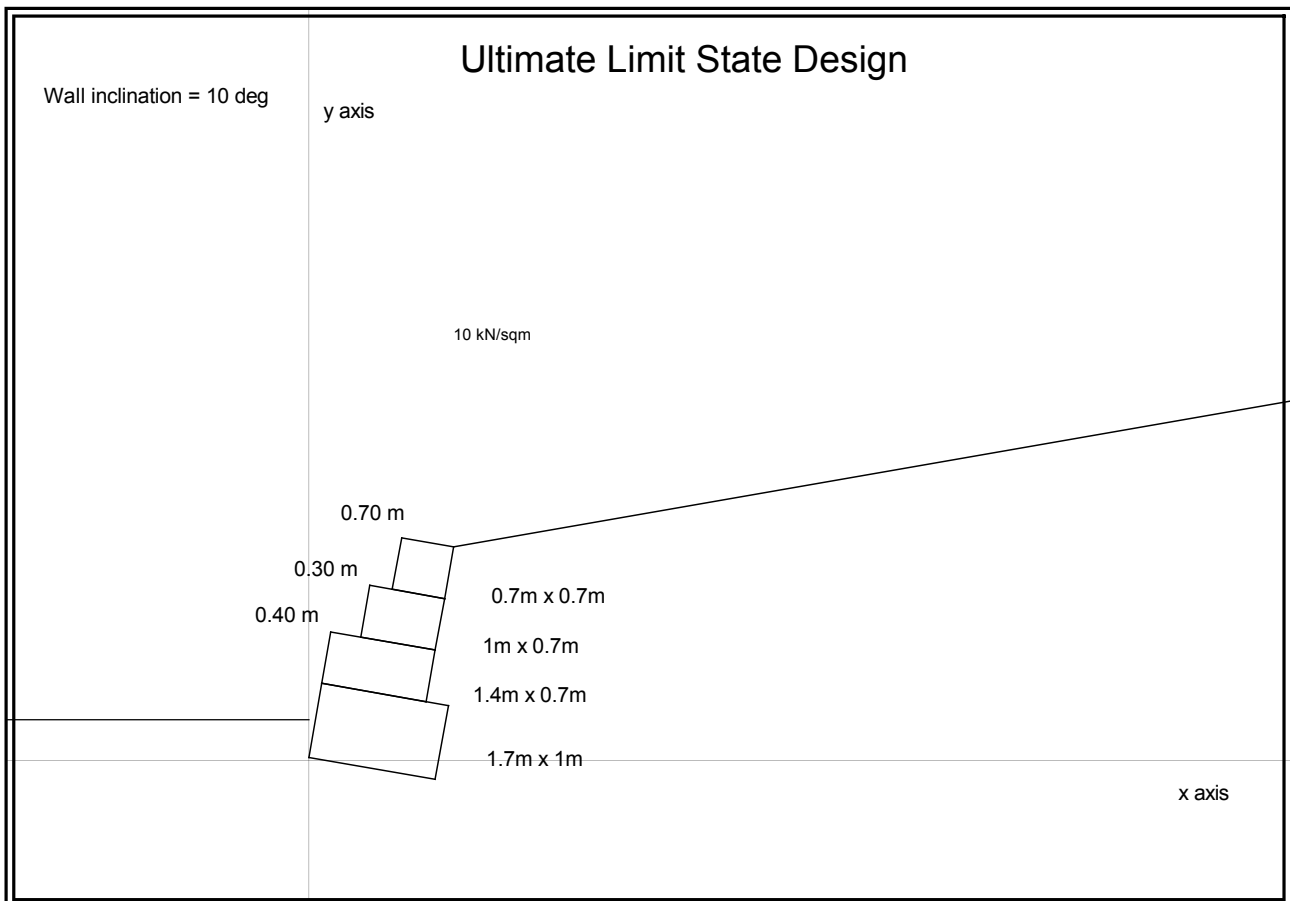 Ultimate Limit State Design
Wall inclination = 10 deg
y axis
10 kN/sqm
0.70 m
0.30 m
0.7m x 0.7m
0.40 m
1m x 0.7m
1.4m x 0.7m
1.7m x 1m
x axis